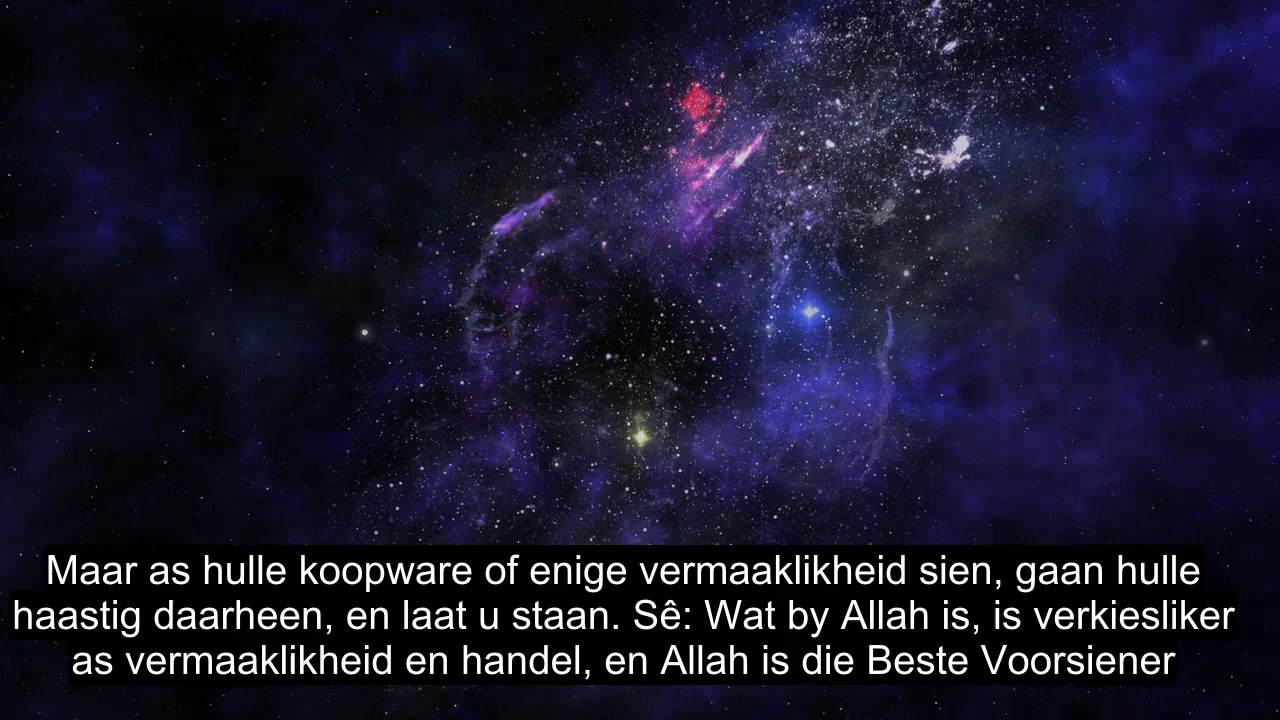 Maar as hulle koopware of enige vermaaklikheid sien, gaan hulle
haastig daarheen, en laat u staan. Sê: Wat by Allah is, is verkiesliker
as vermaaklikheid en handel, en Allah is die Beste Voorsiener